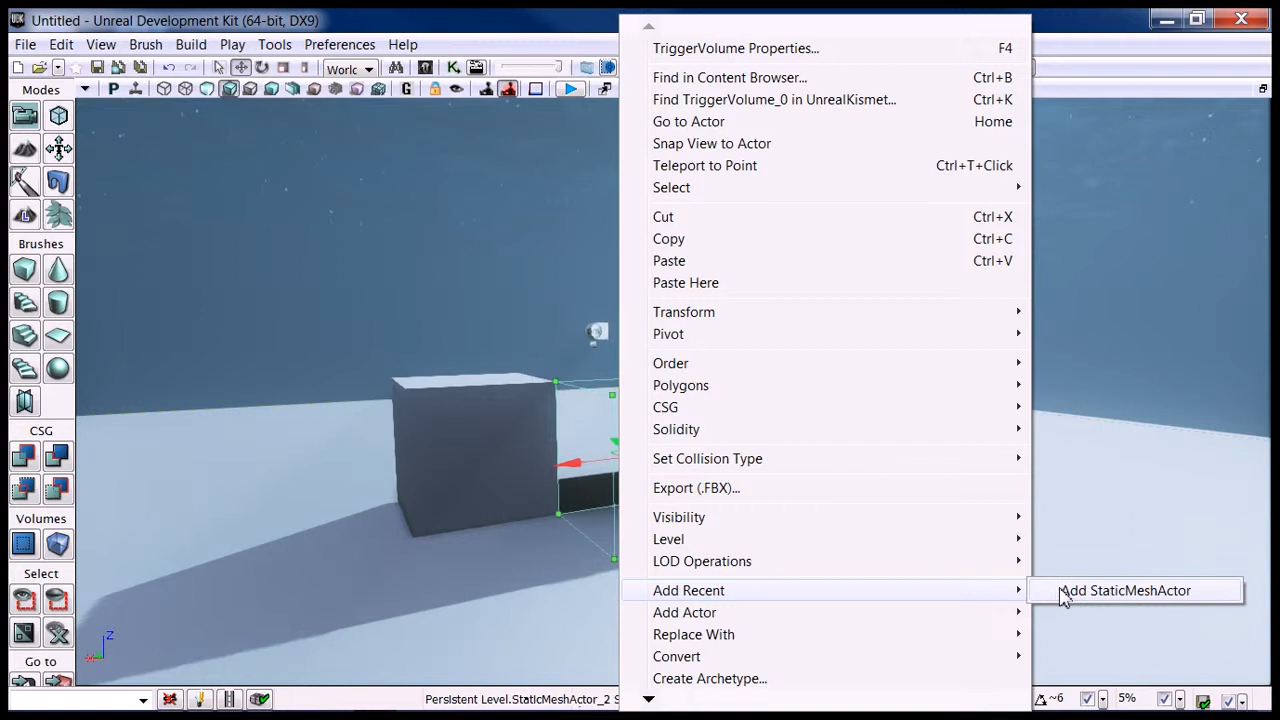 Untitled - Unreal Development Kit (64-bit, DX9)
File Edit View Brush Build Play Tools Preferences Help
Modes
Brushes
CSG
Volumes
Select
Go to
TriggerVolume Properties... F4
Find in Content Browser... Ctrl+B
Find TriggerVolume_0 in UnrealKismet... Ctrl+K
Go to Actor Home
Snap View to Actor
Teleport to Point Ctrl+T+Click
Select
Cut Ctrl+X
Copy Ctrl+C
Paste Ctrl+V
Paste Here
Transform
Pivot
Order
Polygons
CSG
Solidity
Set Collision Type
Export (.FBX)...
Visibility
Level
LOD Operations
Add Recent
Add StaticMeshActor
Add Actor
Replace With
Convert
Create Archetype...
Z
Persistent Level.StaticMeshActor_2 S
~6 5%